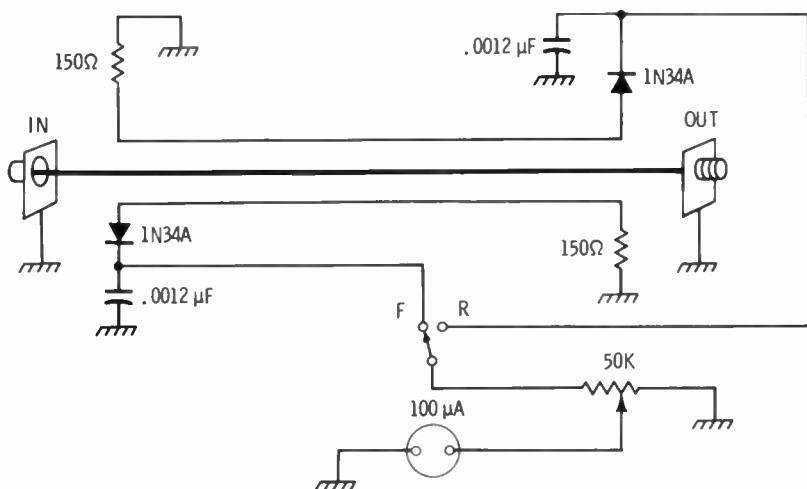 .0012 µF
150Ω
1N34A
IN
OUT
1N34A
150Ω
.0012 µF
F
R
50K
100 µA